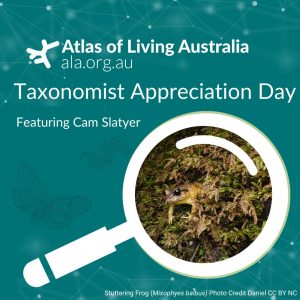 Atlas of Living Australia
ala.org.au
Taxonomist Appreciation Day
Featuring Cam Slatyer
Stuttering Frog (Mixophyes balbus) Photo Credit Daniel CC BY NC